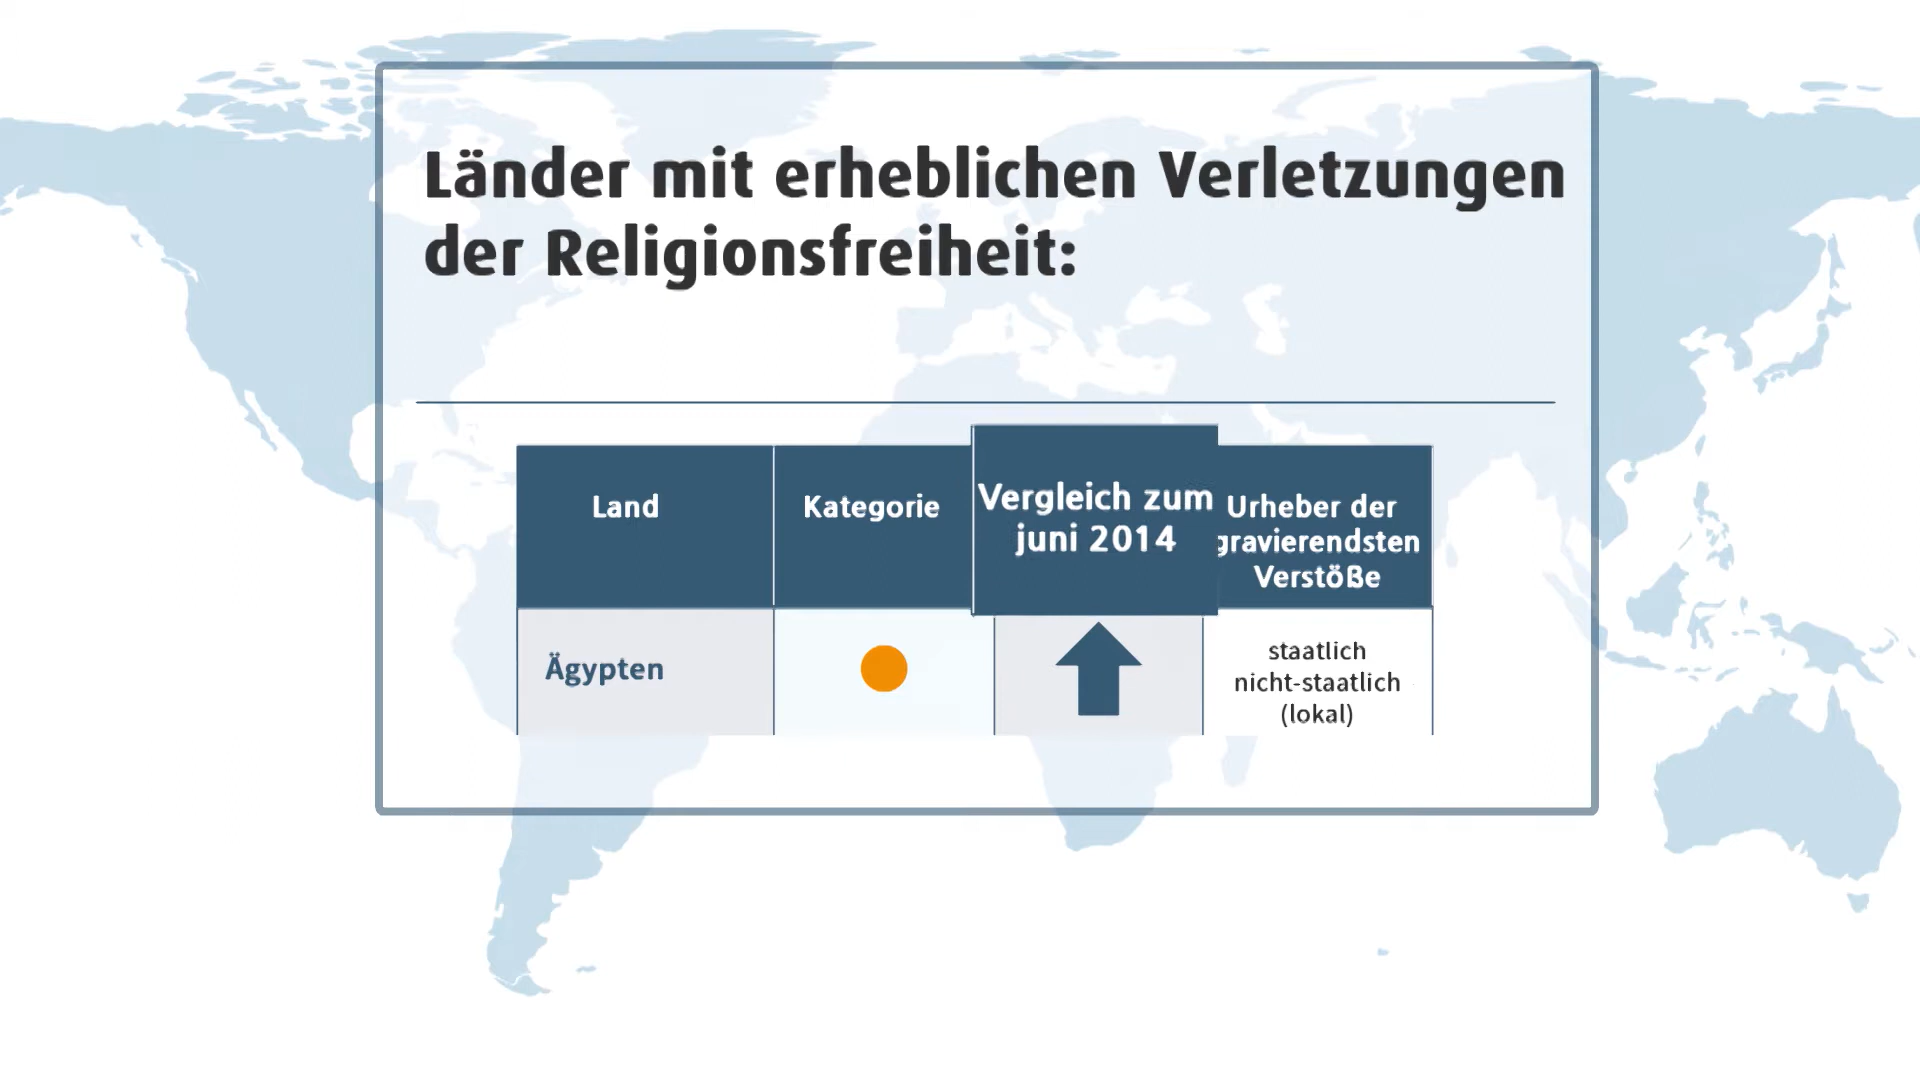 Länder mit erheblichen Verletzungen
der Religionsfreiheit:
Land
Kategorie
Vergleich zum
juni 2014
Urheber der
gravierendsten
Verstöße
Ägypten
staatlich
nicht-staatlich
(lokal)